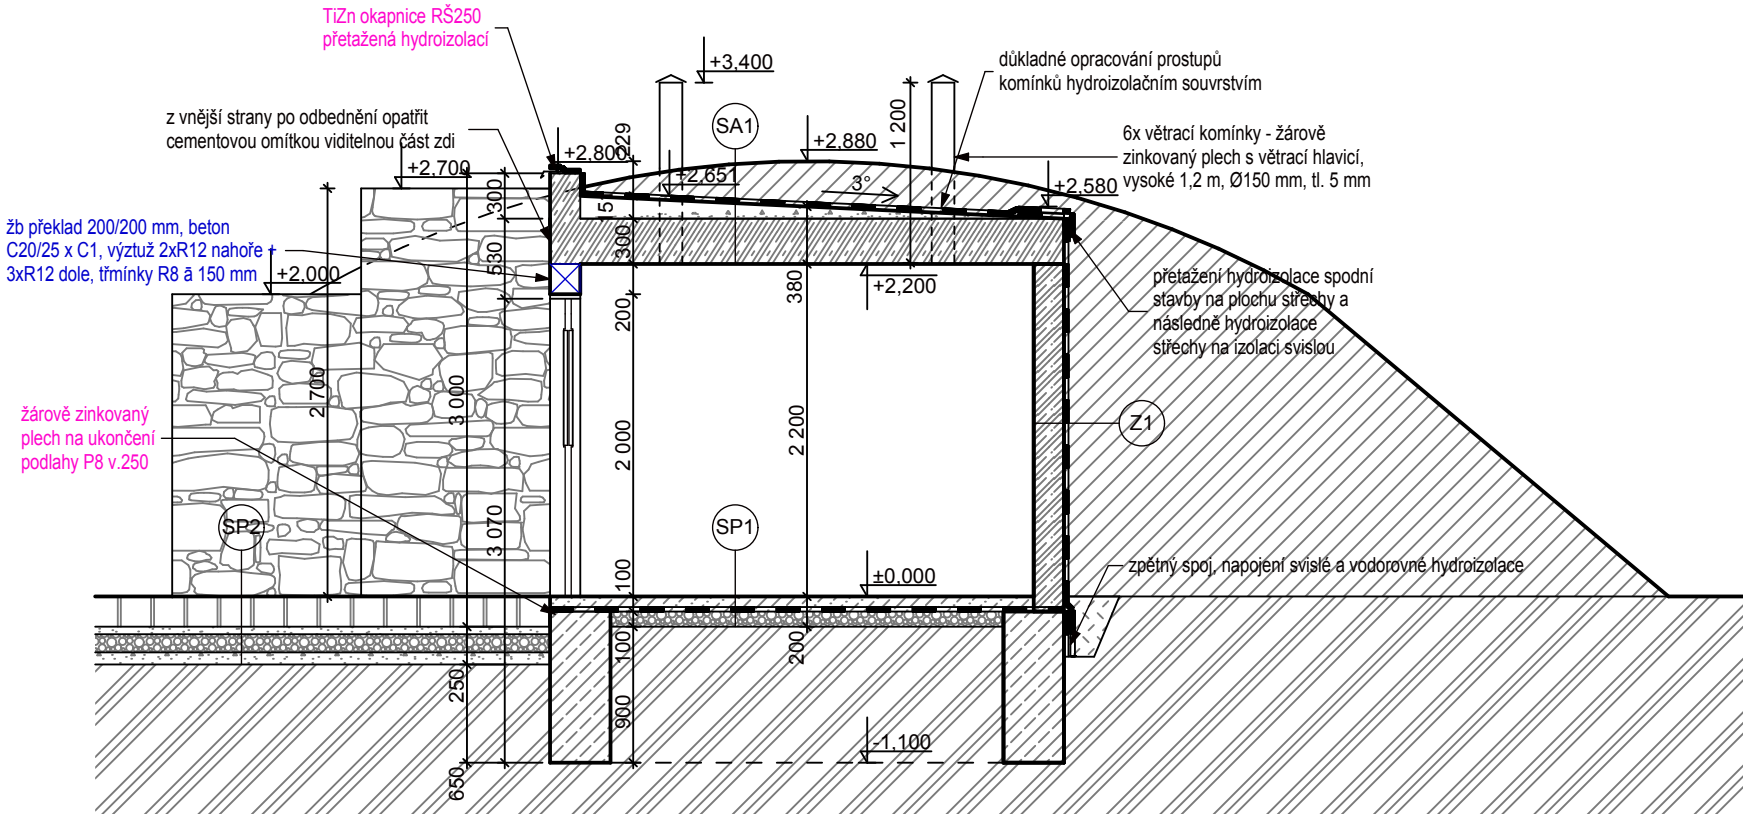 TiZn okapnice RŠ250
přetažená hydroizolací
+3,400
důkladné opracování prostupů
komínků hydroizolačním souvrstvím
z vnější strany po odbednění opatřit
cementovou omítkou viditelnou část zdi
SA1
1 200
6x větrací komínky - žárově
zinkovaný plech s větrací hlavicí,
vysoké 1,2 m, Ø150 mm, tl. 5 mm
+2,800
229
+2,880
+2,700
+2,651
3°
+2,580
300
žb překlad 200/200 mm, beton
C20/25 x C1, výztuž 2xR12 nahoře +
3xR12 dole, třmínky R8 ā 150 mm
+2,000
530
300
380
+2,200
200
přetažení hydroizolace spodní
stavby na plochu střechy a
následně hydroizolace
střechy na izolaci svislou
2 700
3 000
2 000
2 200
Z1
žárově zinkovaný
plech na ukončení
podlahy P8 v.250
SP2
3 070
SP1
100
±0,000
zpětný spoj, napojení svislé a vodorovné hydroizolace
100
200
250
900
-1,100
650